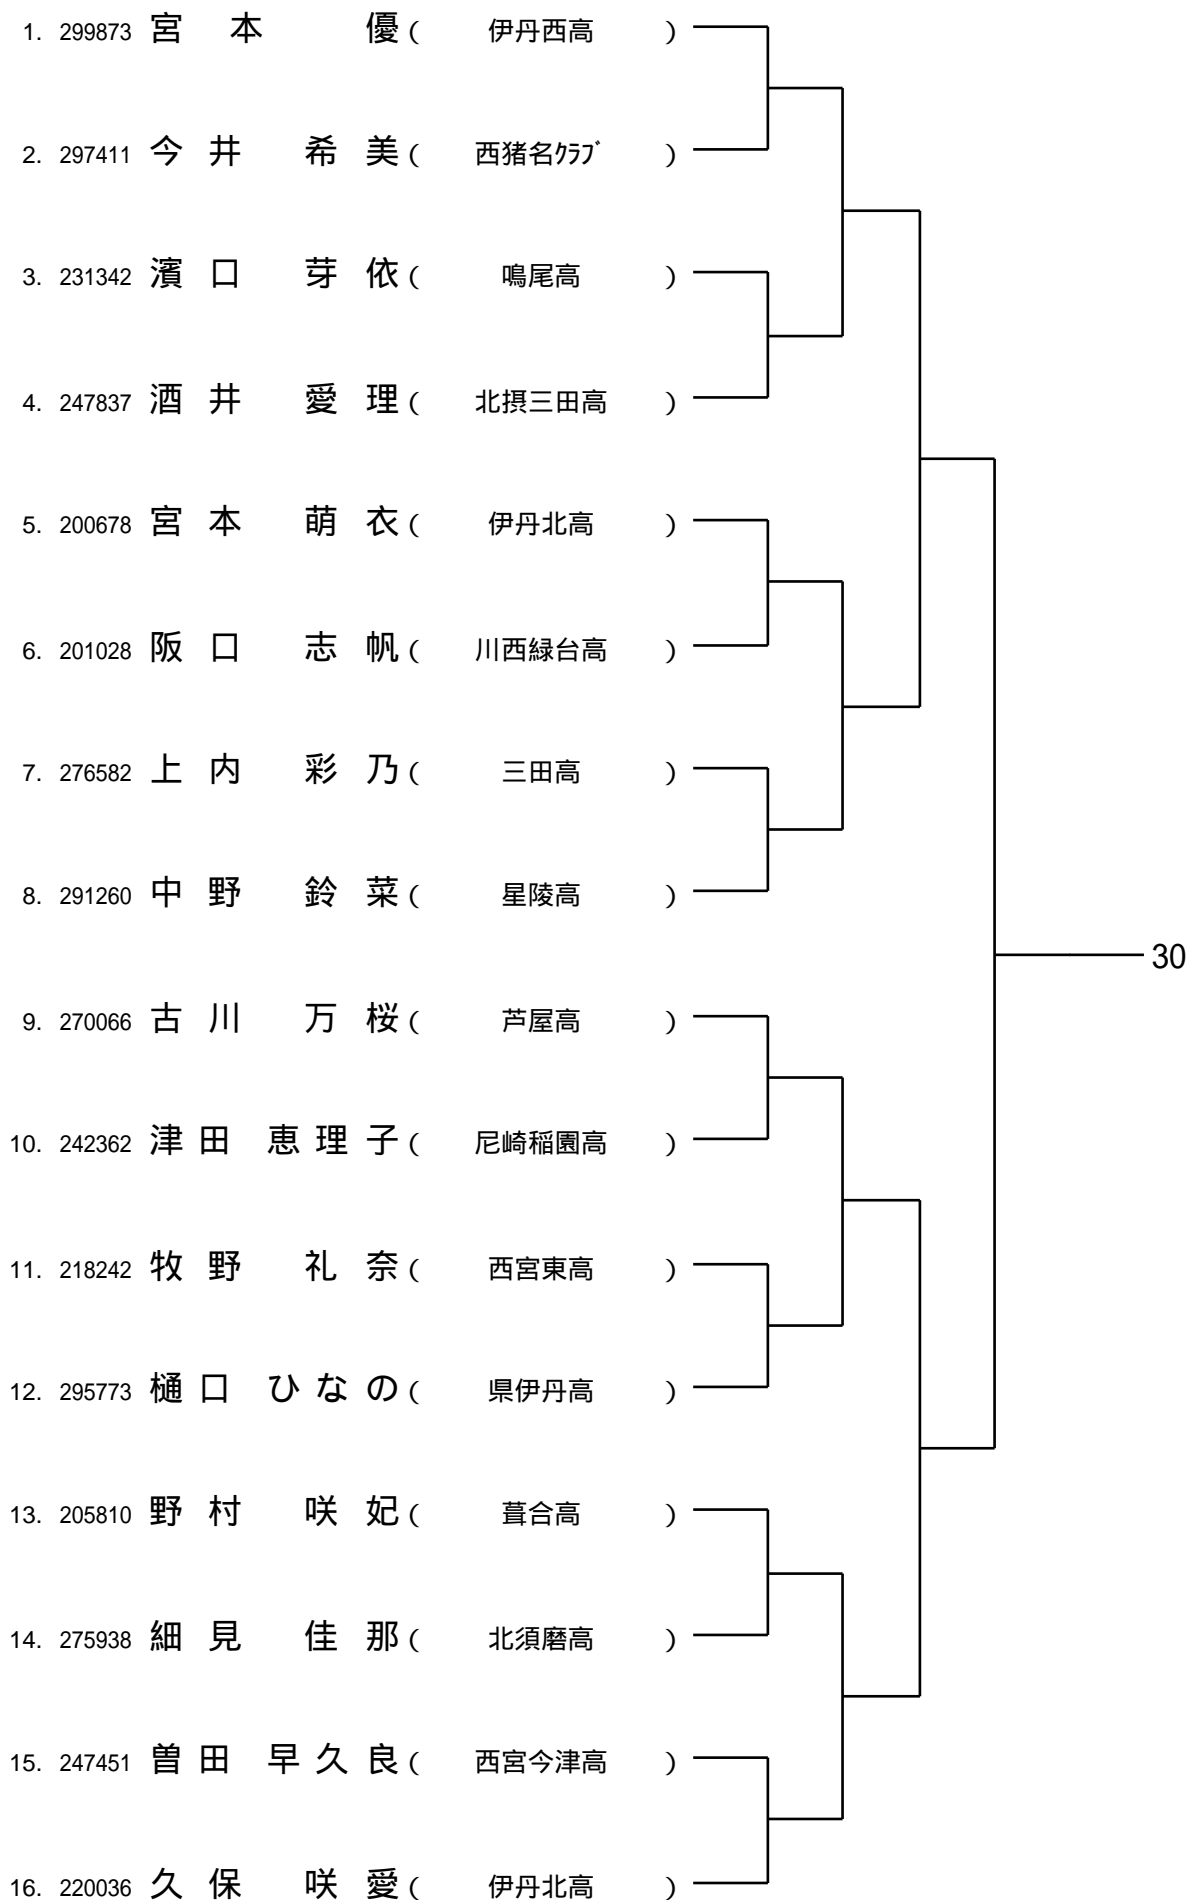 1. 299873 宮本 優 ( 伊丹西高 )
2. 297411 今井 希美 ( 西猪名ｸﾗﾌﾞ )
3. 231342 濱口 芽依 ( 鳴尾高 )
4. 247837 酒井 愛理 ( 北摂三田高 )
5. 200678 宮本 萌衣 ( 伊丹北高 )
6. 201028 阪口 志帆 ( 川西緑台高 )
7. 276582 上内 彩乃 ( 三田高 )
8. 291260 中野 鈴菜 ( 星陵高 )
30
9. 270066 古川 万桜 ( 芦屋高 )
10. 242362 津田 恵理子 ( 尼崎稲園高 )
11. 218242 牧野 礼奈 ( 西宮東高 )
12. 295773 樋口 ひなの ( 県伊丹高 )
13. 205810 野村 咲妃 ( 葺合高 )
14. 275938 細見 佳那 ( 北須磨高 )
15. 247451 曽田 早久良 ( 西宮今津高 )
16. 220036 久保 咲愛 ( 伊丹北高 )